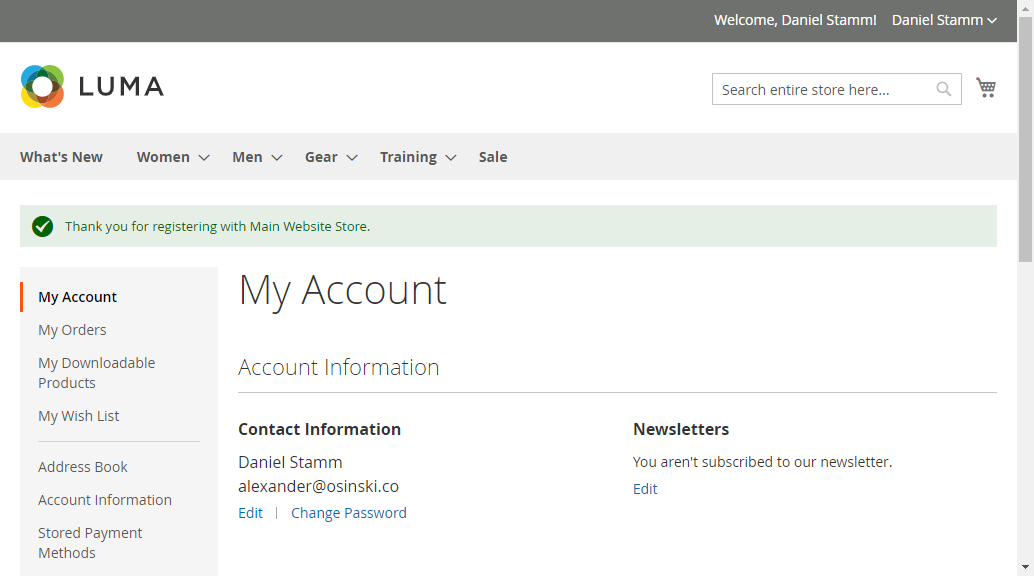 Welcome, Daniel Stamm! Daniel Stamm
LUMA
Search entire store here...
What's New Women Men Gear Training Sale
Thank you for registering with Main Website Store.
My Account
My Orders
My Downloadable
Products
My Wish List
Address Book
Account Information
Stored Payment
Methods
My Account
Account Information
Contact Information
Daniel Stamm
alexander@osinski.co
Edit | Change Password
Newsletters
You aren't subscribed to our newsletter.
Edit